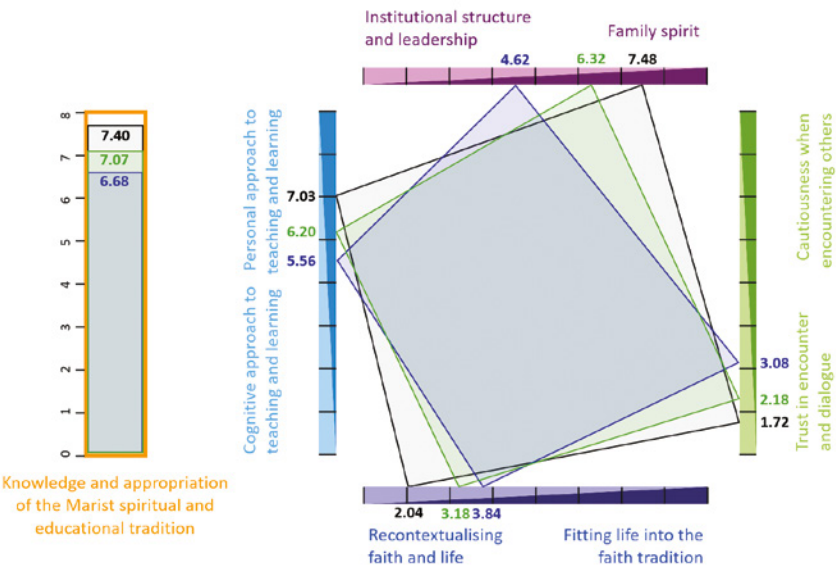 Institutional structure
and leadership
Family spirit
4.62
6.32
7.48
8
7
6
5
4
3
2
1
0
7.40
7.07
6.68
Knowledge and appropriation
of the Marist spiritual and
educational tradition
Personal approach to
teaching and learning
Cognitive approach to
teaching and learning
7.03
6.20
5.56
Cautiousness when
encountering others
Trust in encounter
and dialogue
3.08
2.18
1.72
2.04
3.18
3.84
Recontextualising
faith and life
Fitting life into the
faith tradition